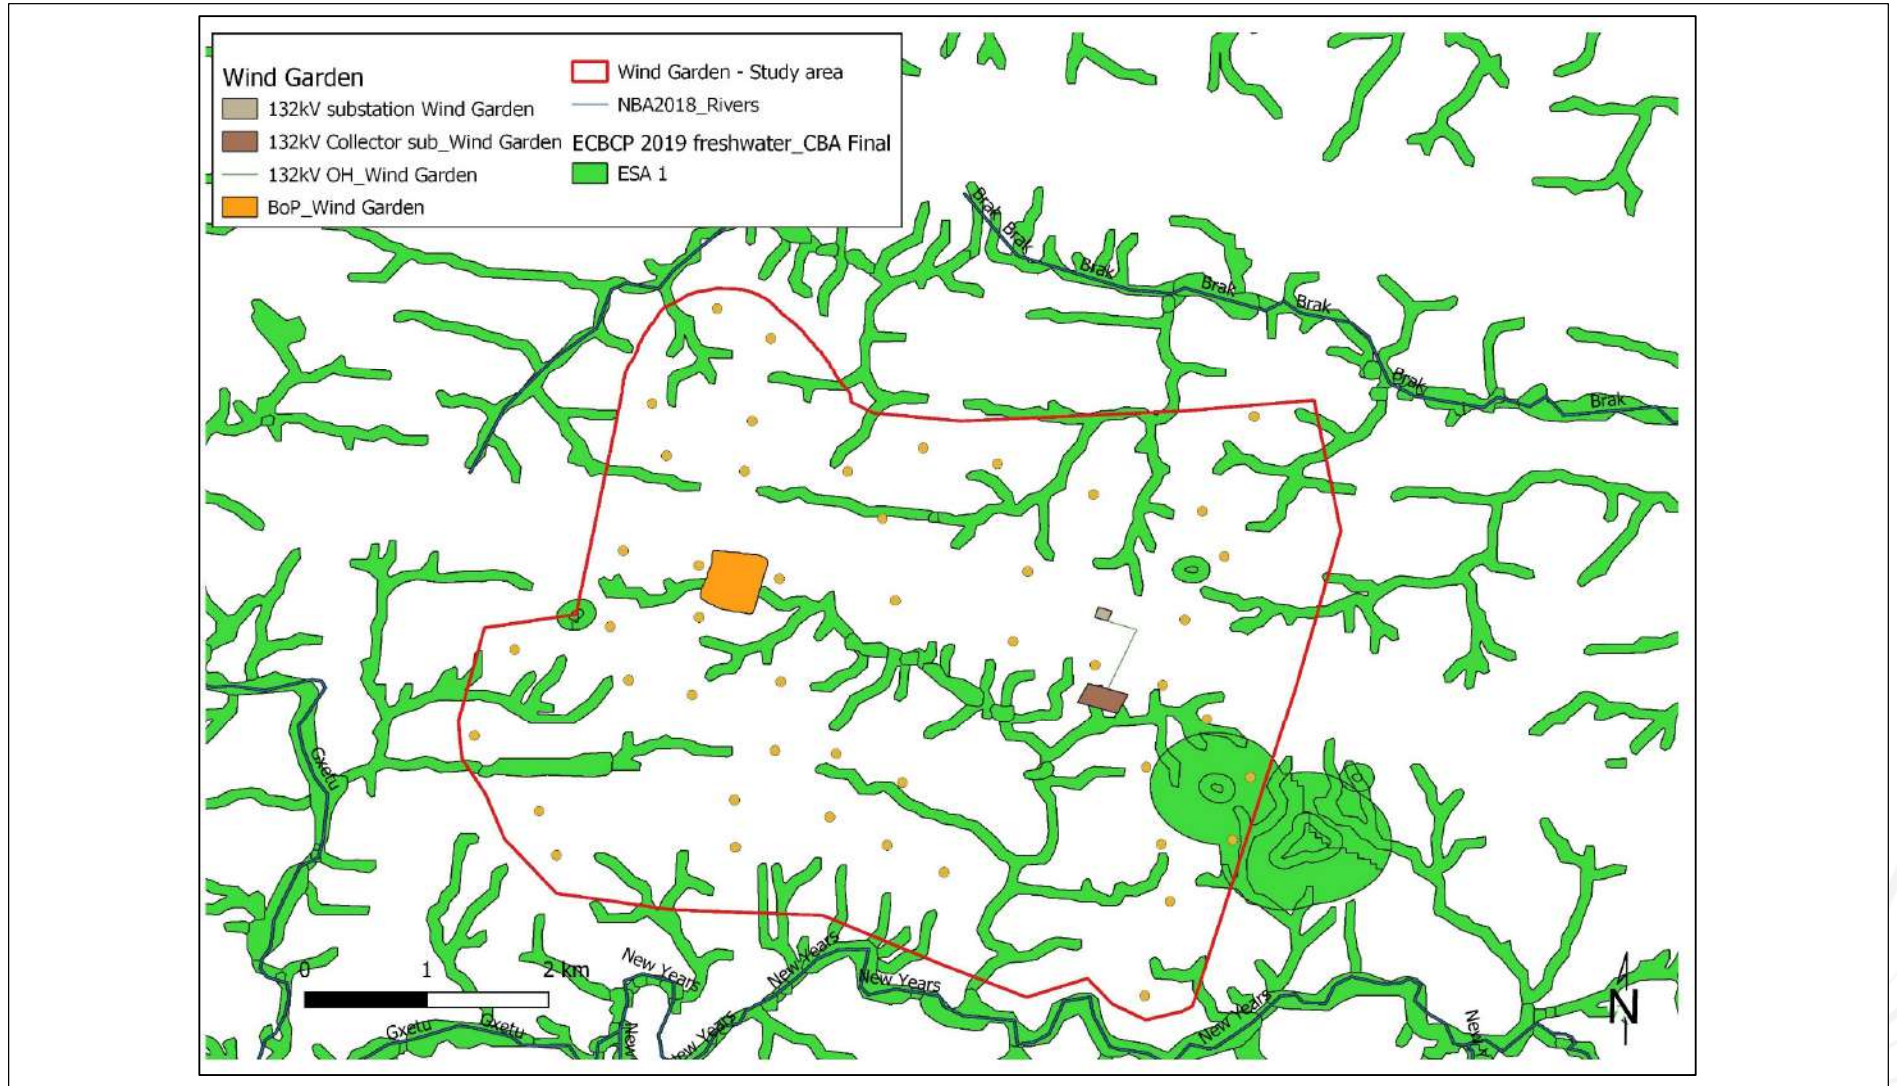 Wind Garden
132kV substation Wind Garden
132kV Collector sub_Wind Garden
132kV OH_Wind Garden
BoP_Wind Garden
Wind Garden - Study area
NBA2018_Rivers
ECBCP 2019 freshwater_CBA Final
ESA 1
Brak
Brak
Brak
Brak
Brak
Brak
Brak
Gxetu
0 1 2 km
New Years
New Years
New Years
New Years
New
New Years
Gxetu
Gxetu
New
N